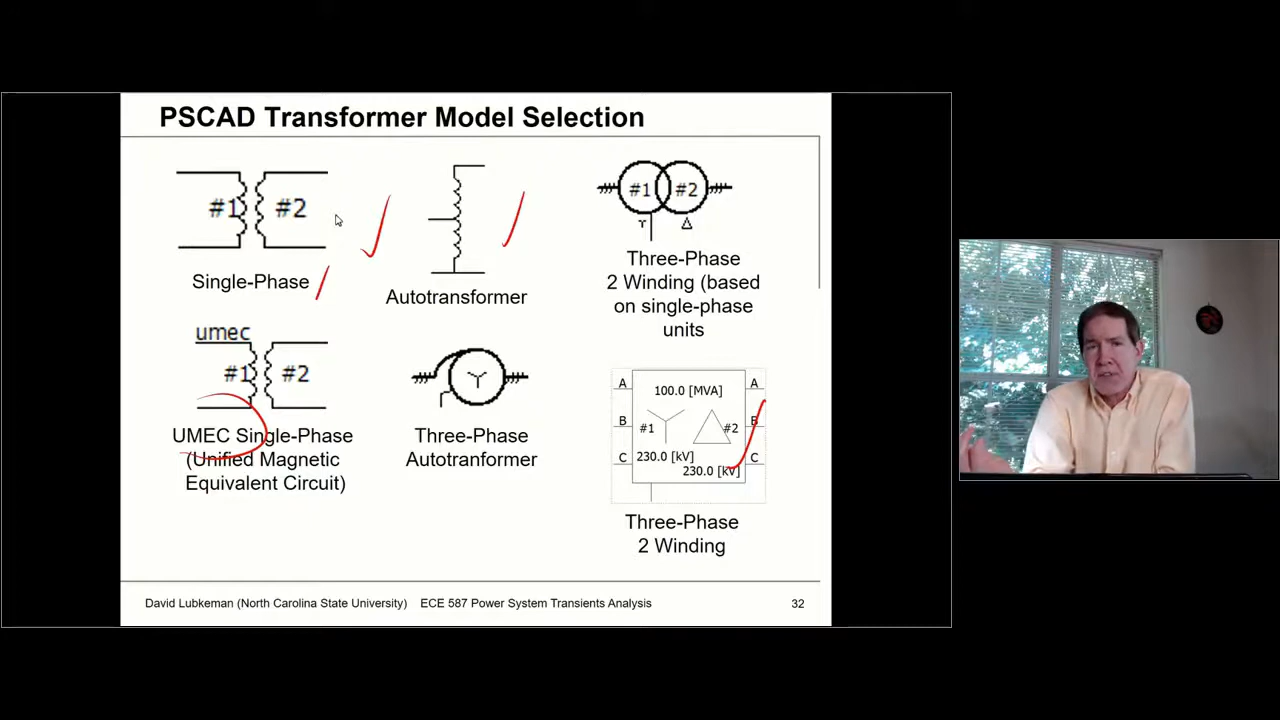 PSCAD Transformer Model Selection
#1 #2
Single-Phase
Autotransformer
#1 #2
Y Δ
Three-Phase
2 Winding (based
on single-phase
units
umec
#1 #2
UMEC Single-Phase
(Unified Magnetic
Equivalent Circuit)
Y
Three-Phase
Autotranformer
A A
100.0 [MVA]
B B
#1 #2
C C
230.0 [kV]
230.0 [kV]
Three-Phase
2 Winding
David Lubkeman (North Carolina State University) ECE 587 Power System Transients Analysis 32